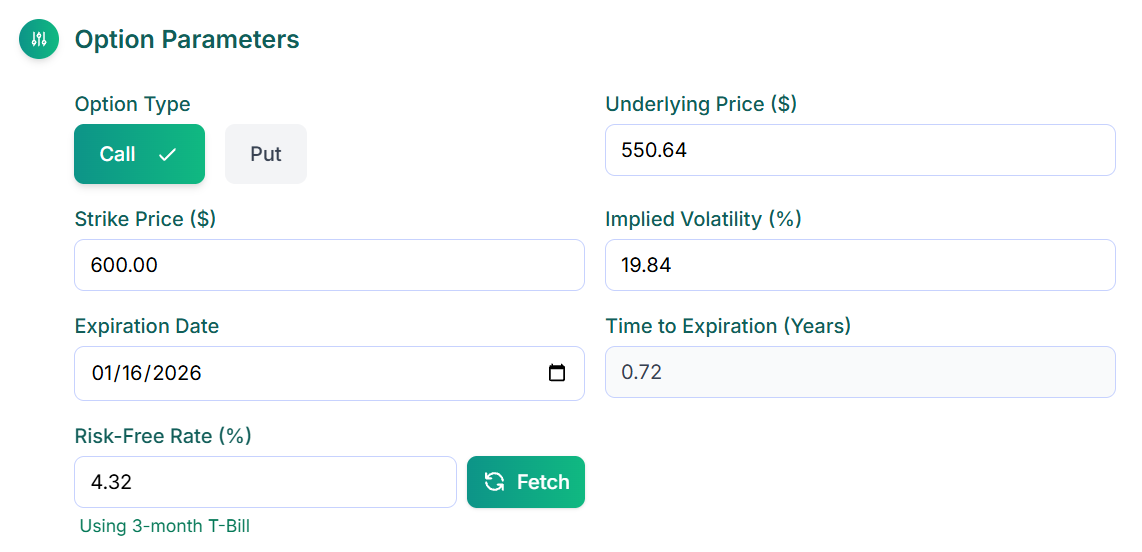 Option Parameters
Option Type
Call
Put
Underlying Price ($)
550.64
Strike Price ($)
600.00
Implied Volatility (%)
19.84
Expiration Date
01/16/2026
Time to Expiration (Years)
0.72
Risk-Free Rate (%)
4.32
Fetch
Using 3-month T-Bill